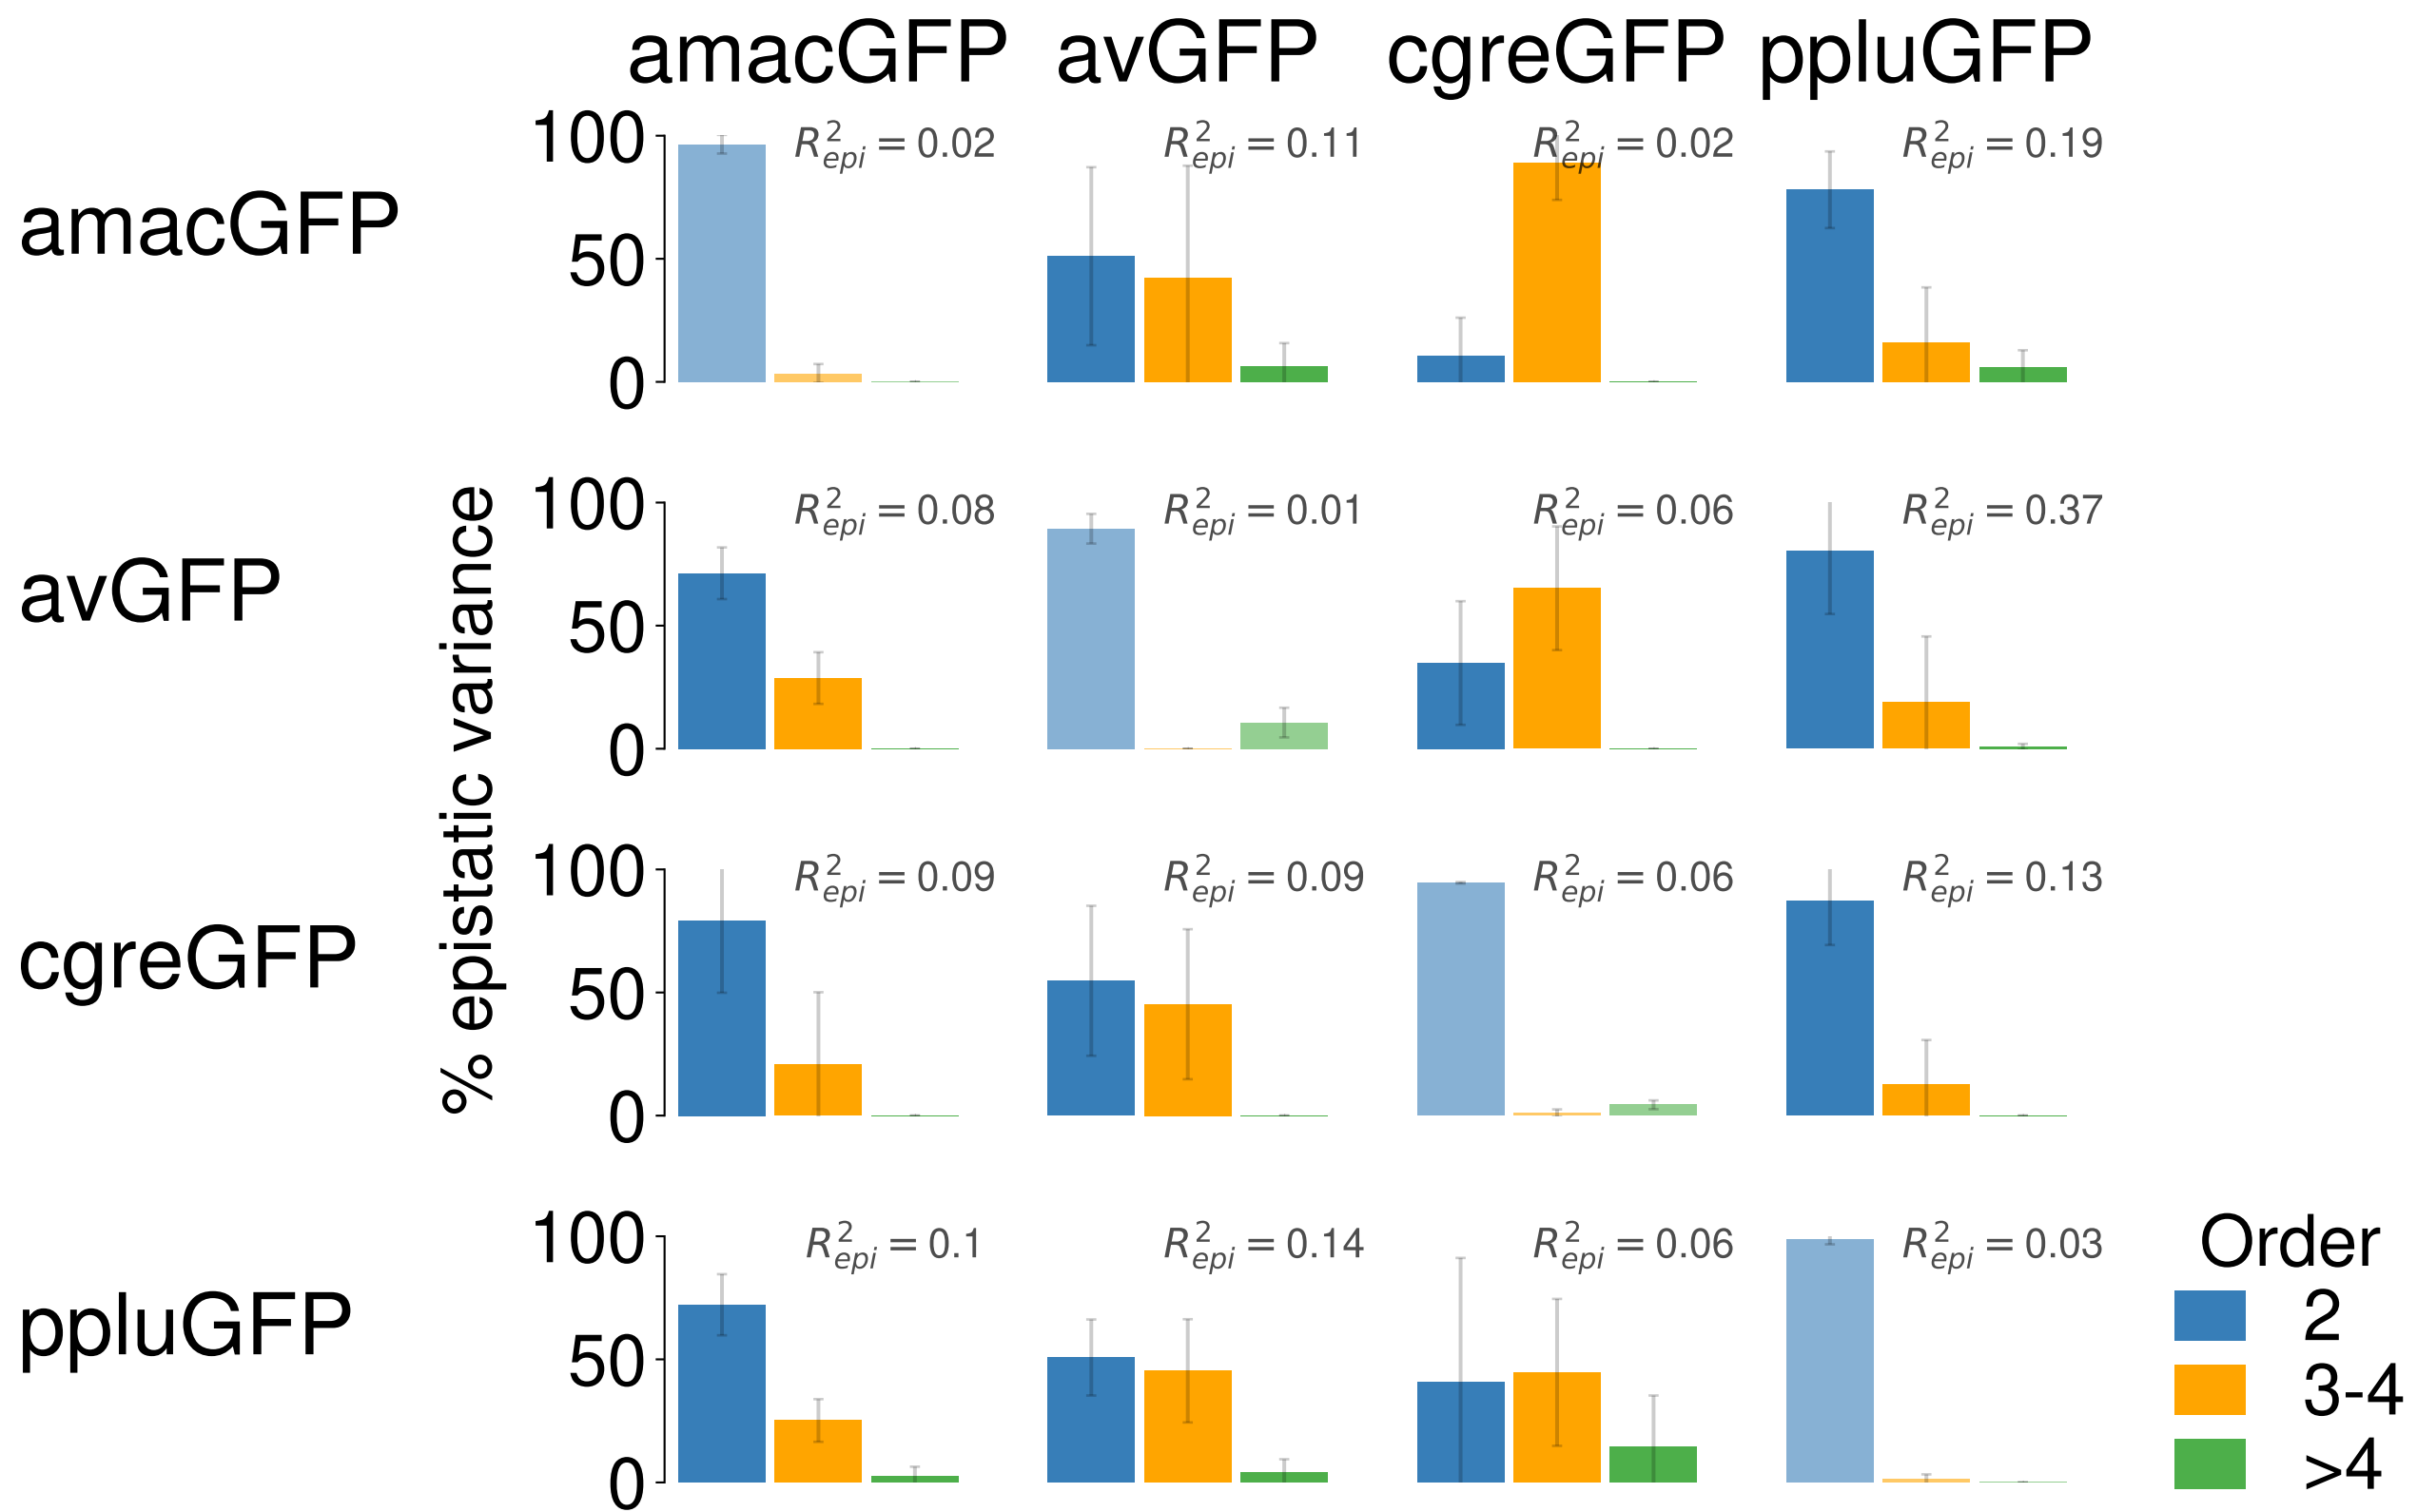 amacGFP avGFP cgreGFP ppluGFP
amacGFP
100
50
0
R²epi = 0.02
R²epi = 0.11
R²epi = 0.02
R²epi = 0.19
avGFP
100
50
0
R²epi = 0.08
R²epi = 0.01
R²epi = 0.06
R²epi = 0.37
% epistatic variance
cgreGFP
100
50
0
R²epi = 0.09
R²epi = 0.09
R²epi = 0.06
R²epi = 0.13
ppluGFP
100
50
0
R²epi = 0.1
R²epi = 0.14
R²epi = 0.06
R²epi = 0.03
Order
2
3-4
>4